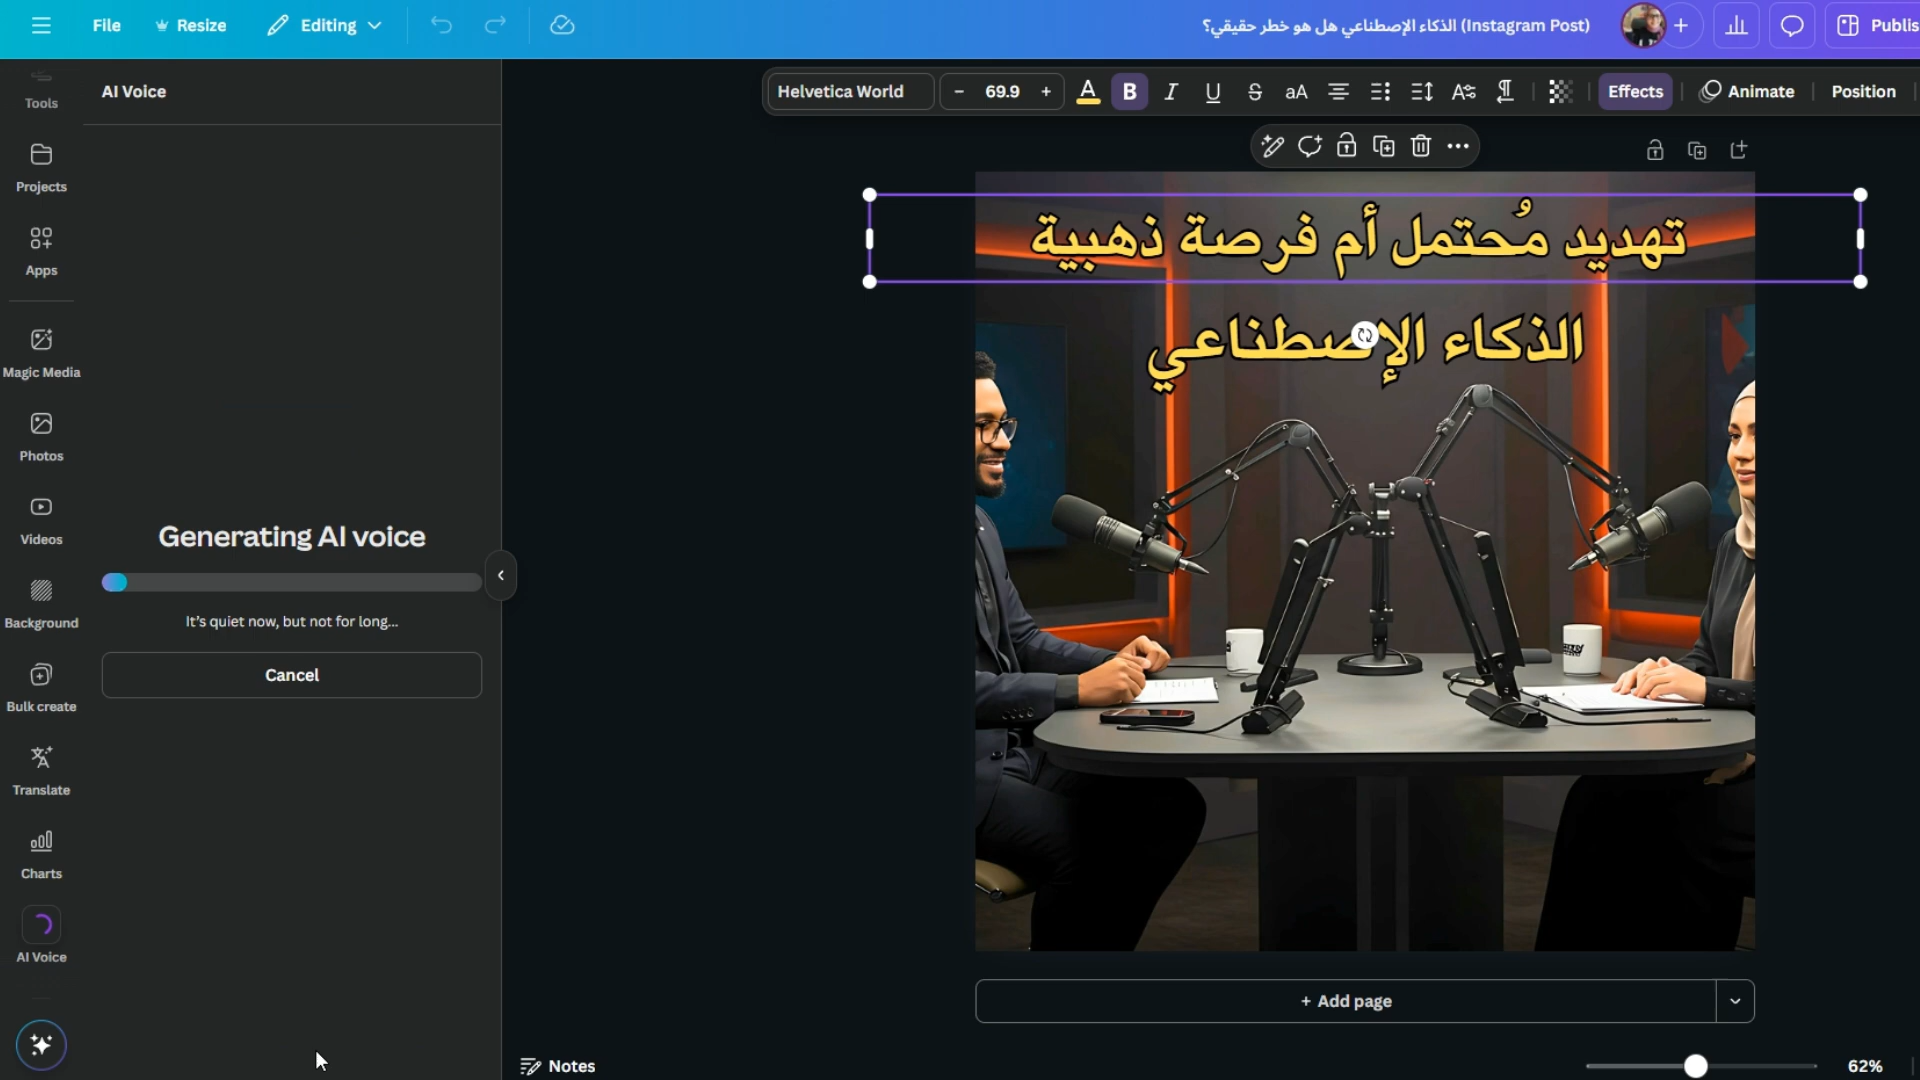 File
Resize
Editing
الذكاء الإصطناعي هل هو خطر حقيقي؟ (Instagram Post)
Publis
Tools
Projects
Apps
Magic Media
Photos
Videos
Background
Bulk create
Translate
Charts
AI Voice
AI Voice
Generating AI voice
It's quiet now, but not for long...
Cancel
Helvetica World
− 69.9 +
A B I U S aA
Effects
Animate
Position
تهديد مُحتمل أم فرصة ذهبية
الذكاء الإصطناعي
+ Add page
Notes
62%